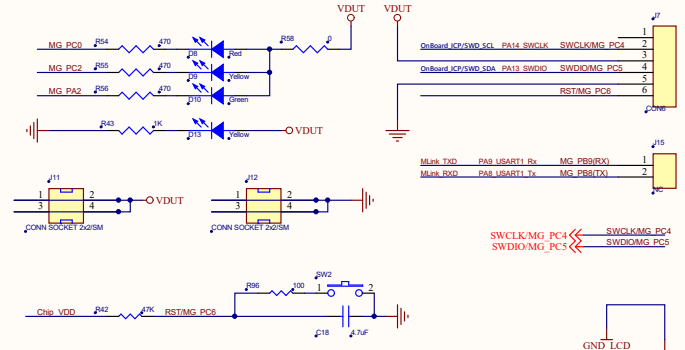 VDUT
VDUT
J7
R54
470
R58
0
MG_PC0
D8
Red
1
OnBoard_ICP/SWD_SCL
PA14_SWCLK
SWCLK/MG_PC4
2
R55
470
3
MG_PC2
D9
Yellow
OnBoard_ICP/SWD_SDA
PA13_SWDIO
SWDIO/MG_PC5
4
R56
470
5
MG_PA2
D10
Green
RST/MG_PC6
6
CON6
R43
1K
D13
Yellow
VDUT
J15
MLink_TXD
PA9_USART1_Rx
MG_PB9(RX)
1
MLink_RXD
PA8_USART1_Tx
MG_PB8(TX)
2
NC
J11
J12
1
2
VDUT
1
2
3
4
3
4
CONN SOCKET 2x2/SM
CONN SOCKET 2x2/SM
SWCLK/MG_PC4
SWCLK/MG_PC4
SWDIO/MG_PC5
SWDIO/MG_PC5
SW2
R96
100
1
2
Chip_VDD
R42
47K
RST/MG_PC6
C18
4.7uF
GND_LCD